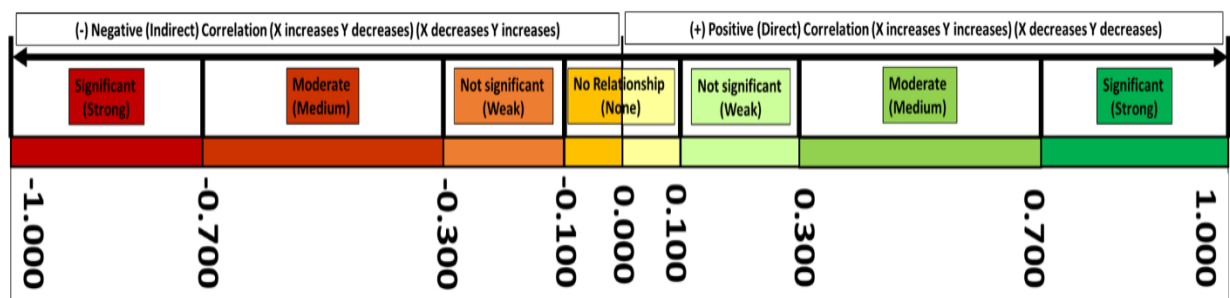 (-) Negative (Indirect) Correlation (X increases Y decreases) (X decreases Y increases)
(+) Positive (Direct) Correlation (X increases Y increases) (X decreases Y decreases)
Significant
(Strong)
Moderate
(Medium)
Not significant
(Weak)
No Relationship
(None)
Not significant
(Weak)
Moderate
(Medium)
Significant
(Strong)
-1.000
-0.700
-0.300
-0.100
0.000
0.100
0.300
0.700
1.000